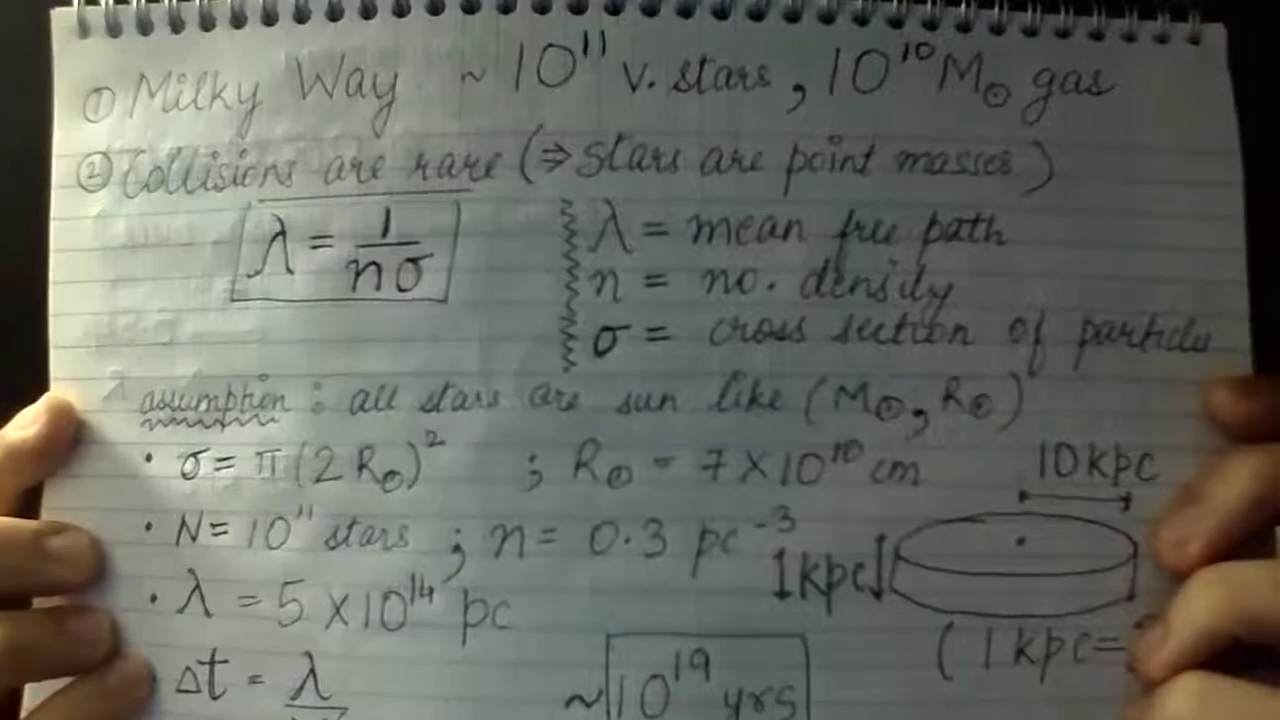 ① Milky Way ~ 10¹¹ v. stars, 10¹⁰ M☉ gas
② Collisions are rare (⇒ stars are point masses)
λ = 1/nσ
λ = mean free path
n = no. density
σ = cross section of particle
assumption : all stars are sun like (M☉, R☉)
• σ = π(2R☉)² ; R☉ = 7 X 10¹⁰ cm
10 kpc
• N = 10¹¹ stars ; n = 0.3 pc⁻³
1 kpc
• λ = 5 X 10¹⁴ pc
(1 kpc =
Δt = λ/
~ 10¹⁹ yrs